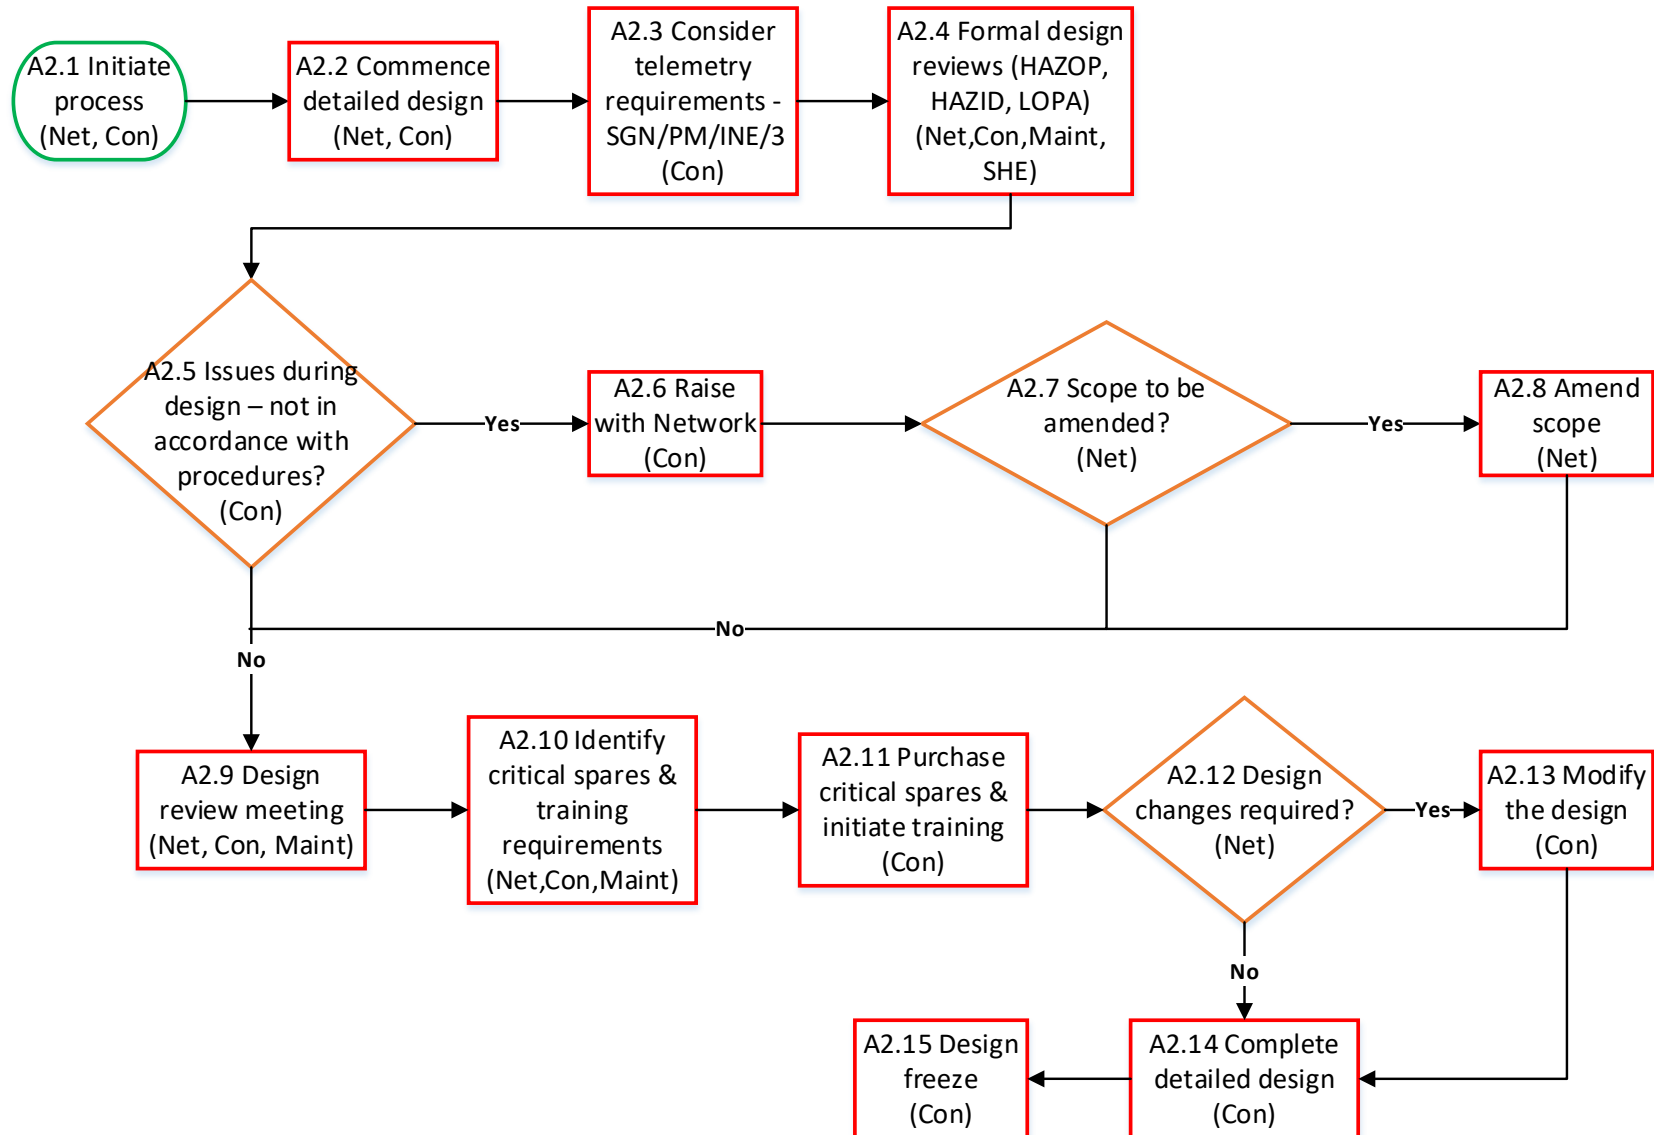 A2.1 Initiate
process
(Net, Con)
A2.2 Commence
detailed design
(Net, Con)
A2.3 Consider
telemetry
requirements -
SGN/PM/INE/3
(Con)
A2.4 Formal design
reviews (HAZOP,
HAZID, LOPA)
(Net,Con,Maint,
SHE)
A2.5 Issues during
design – not in
accordance with
procedures?
(Con)
Yes
A2.6 Raise
with Network
(Con)
A2.7 Scope to be
amended?
(Net)
Yes
A2.8 Amend
scope
(Net)
No
No
A2.9 Design
review meeting
(Net, Con, Maint)
A2.10 Identify
critical spares &
training
requirements
(Net,Con,Maint)
A2.11 Purchase
critical spares &
initiate training
(Con)
A2.12 Design
changes required?
(Net)
Yes
A2.13 Modify
the design
(Con)
No
A2.15 Design
freeze
(Con)
A2.14 Complete
detailed design
(Con)